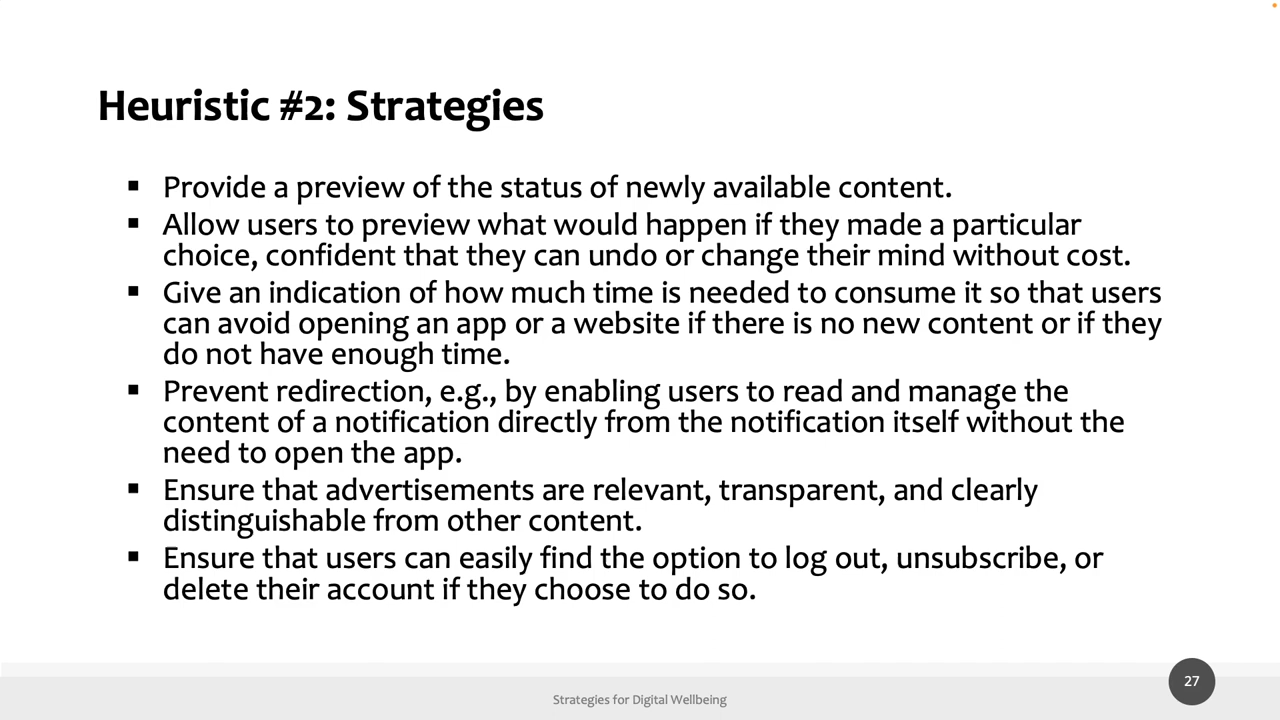 Heuristic #2: Strategies
▪ Provide a preview of the status of newly available content.
▪ Allow users to preview what would happen if they made a particular
choice, confident that they can undo or change their mind without cost.
▪ Give an indication of how much time is needed to consume it so that users
can avoid opening an app or a website if there is no new content or if they
do not have enough time.
▪ Prevent redirection, e.g., by enabling users to read and manage the
content of a notification directly from the notification itself without the
need to open the app.
▪ Ensure that advertisements are relevant, transparent, and clearly
distinguishable from other content.
▪ Ensure that users can easily find the option to log out, unsubscribe, or
delete their account if they choose to do so.
27
Strategies for Digital Wellbeing